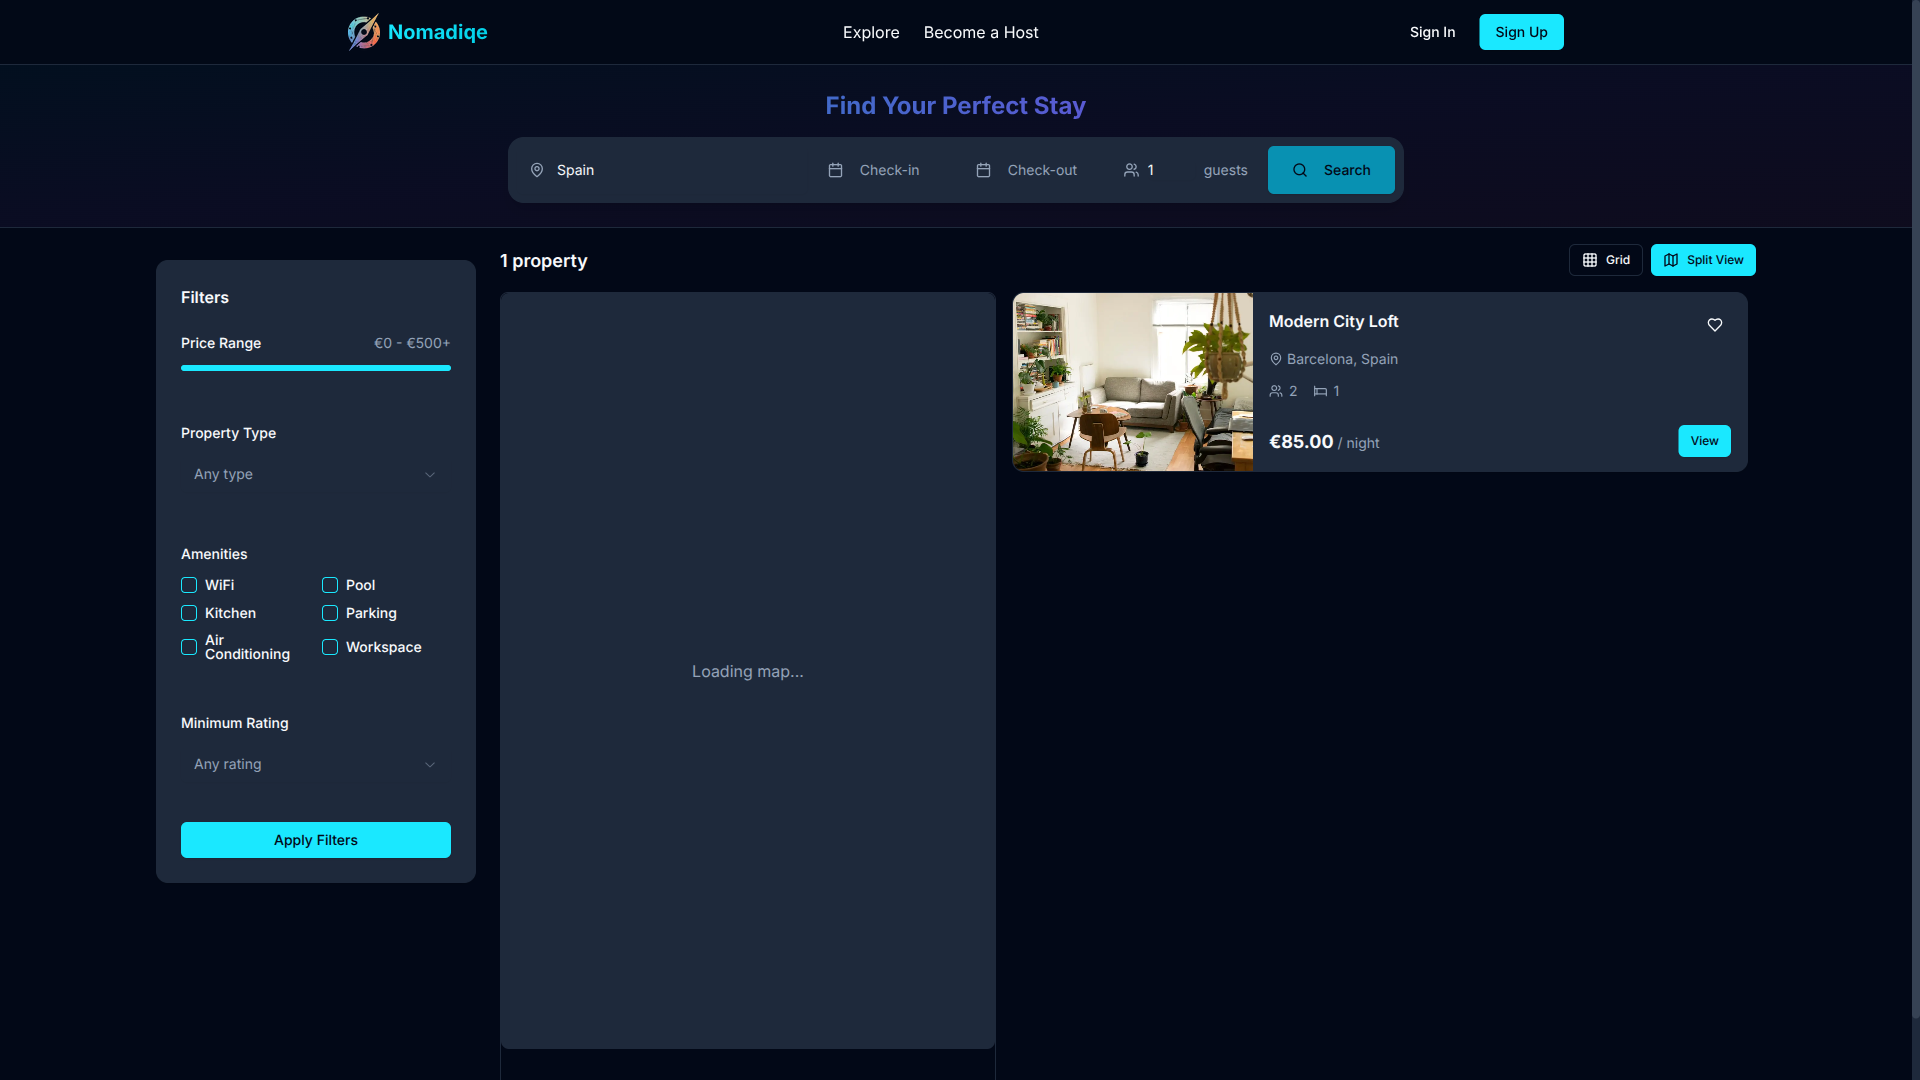 Nomadiqe
Explore
Become a Host
Sign In
Sign Up
Find Your Perfect Stay
Spain
Check-in
Check-out
1
guests
Search
Filters
Price Range
€0 - €500+
Property Type
Any type
Amenities
WiFi
Pool
Kitchen
Parking
Air
Conditioning
Workspace
Minimum Rating
Any rating
Apply Filters
1 property
Grid
Split View
Loading map...
Modern City Loft
Barcelona, Spain
2
1
€85.00 / night
View